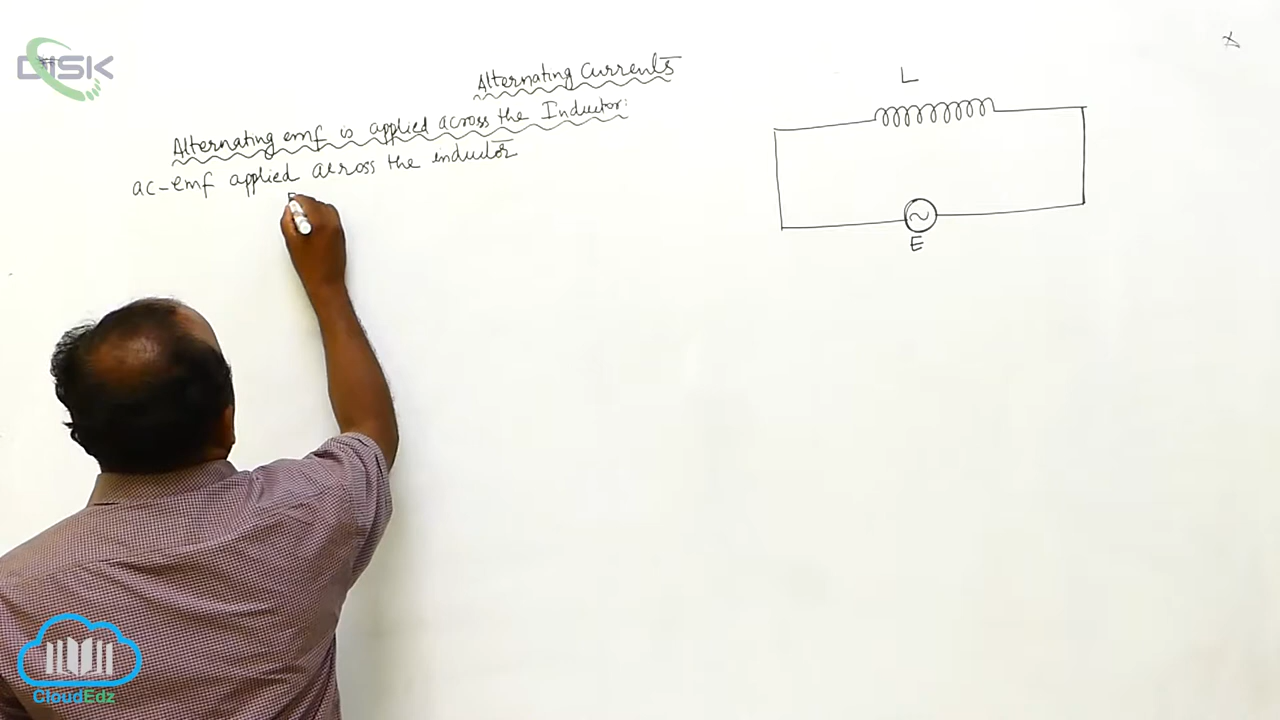 DISK
Alternating Currents
Alternating emf is applied across the Inductor:
ac-emf applied across the inductor
E
L
E
CloudEdz